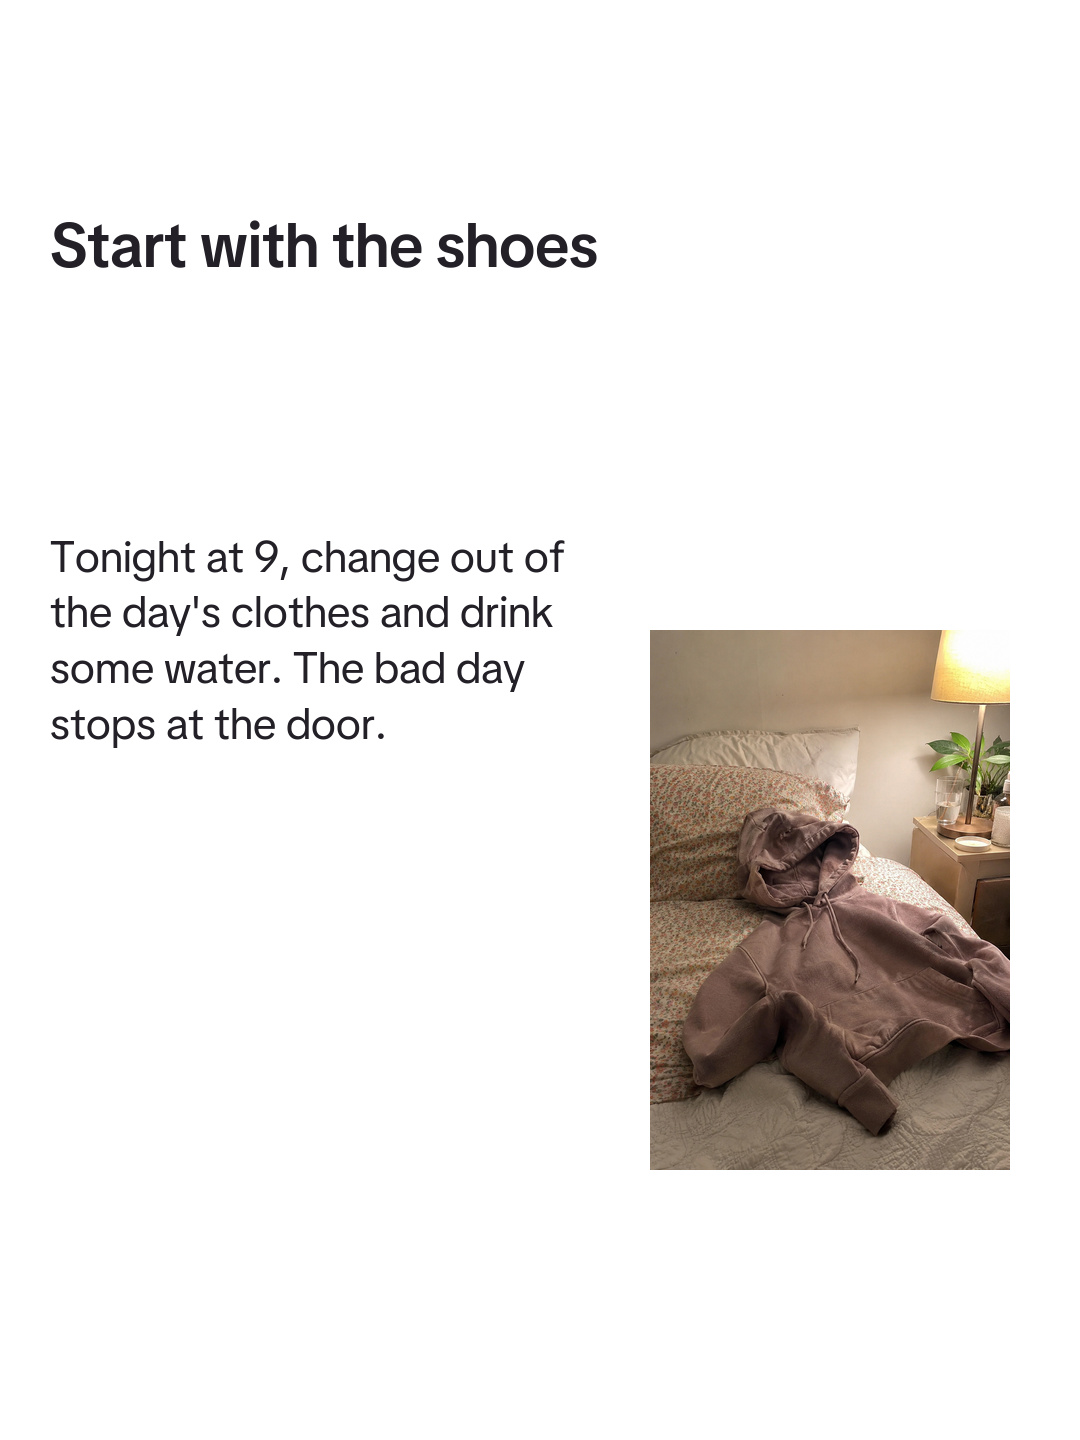 Start with the shoes
Tonight at 9, change out of
the day's clothes and drink
some water. The bad day
stops at the door.